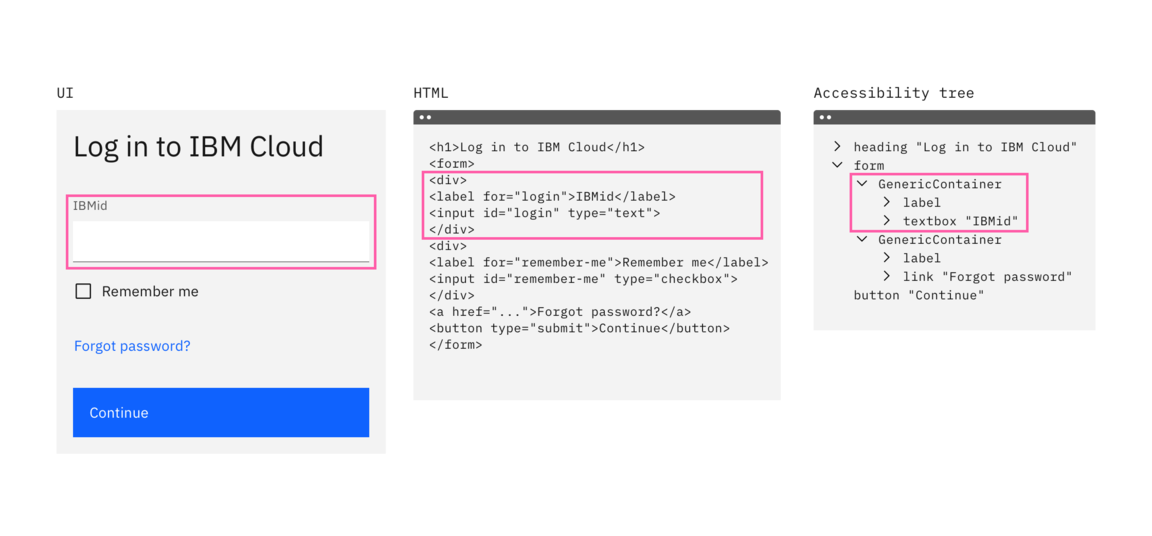 UI
Log in to IBM Cloud
IBMid
Remember me
Forgot password?
Continue
HTML
<h1>Log in to IBM Cloud</h1>
<form>
<div>
<label for="login">IBMid</label>
<input id="login" type="text">
</div>
<div>
<label for="remember-me">Remember me</label>
<input id="remember-me" type="checkbox">
</div>
<a href="...">Forgot password?</a>
<button type="submit">Continue</button>
</form>
Accessibility tree
heading "Log in to IBM Cloud"
form
GenericContainer
label
textbox "IBMid"
GenericContainer
label
link "Forgot password"
button "Continue"